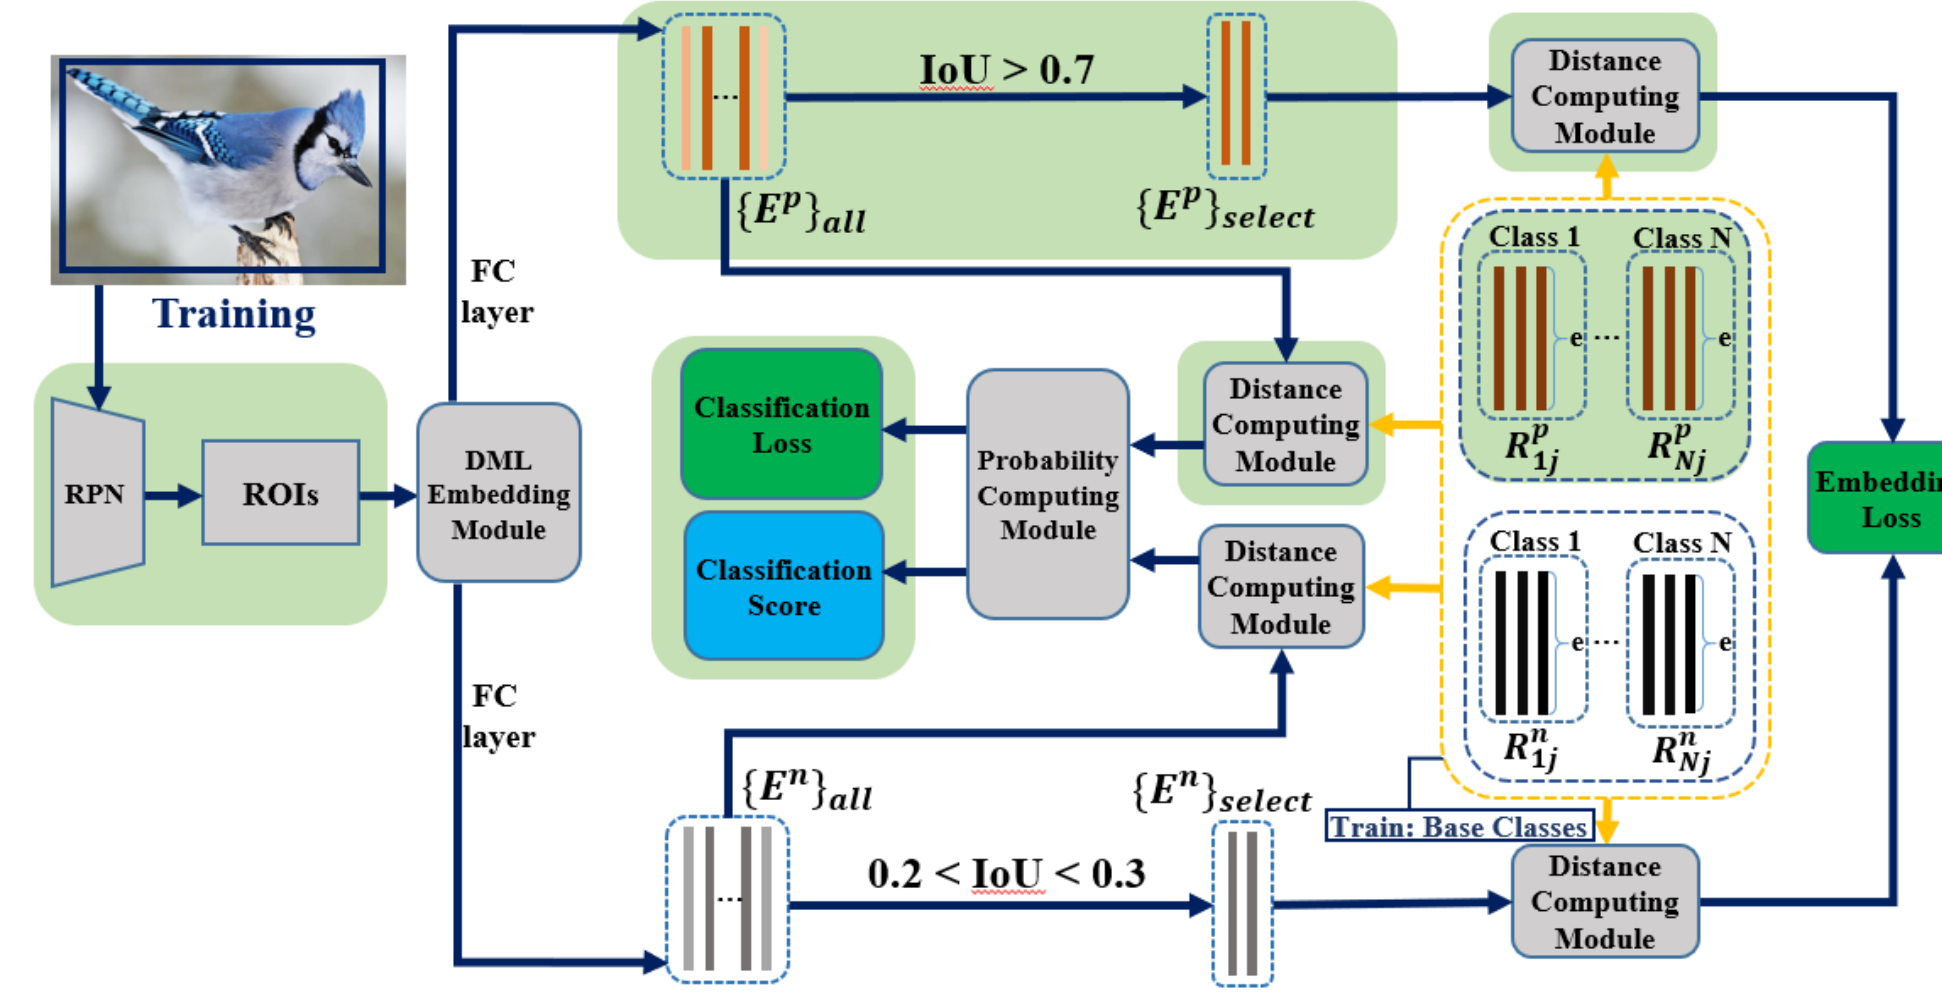 Training
RPN
ROIs
DML
Embedding
Module
FC
layer
FC
layer
...
{E^p}_all
IoU > 0.7
{E^p}_select
Distance
Computing
Module
Classification
Loss
Classification
Score
Probability
Computing
Module
Distance
Computing
Module
Distance
Computing
Module
Class 1
Class N
e
...
e
R^p_1j
R^p_Nj
Class 1
Class N
e
...
e
R^n_1j
R^n_Nj
Train: Base Classes
{E^n}_all
...
0.2 < IoU < 0.3
{E^n}_select
Distance
Computing
Module
Embeddin
Loss